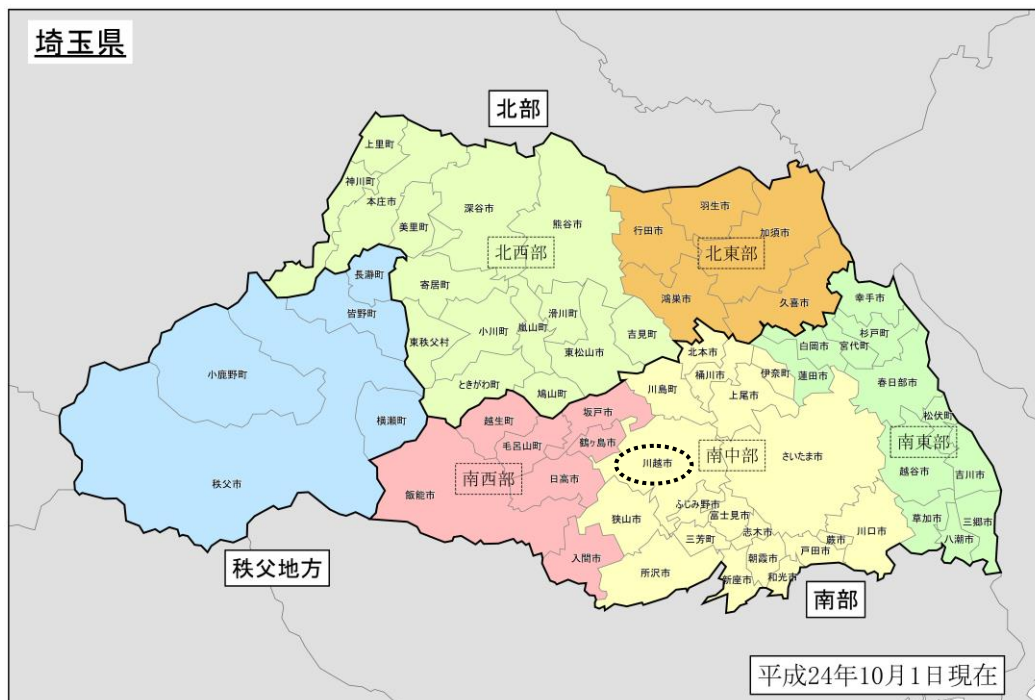 埼玉県
北部
上里町
神川町
本庄市
美里町
深谷市
熊谷市
北西部
寄居町
小川町
嵐山町
滑川町
東松山市
吉見町
東秩父村
ときがわ町
鳩山町
行田市
羽生市
加須市
北東部
鴻巣市
久喜市
長瀞町
皆野町
小鹿野町
横瀬町
秩父市
秩父地方
越生町
毛呂山町
坂戸市
鶴ヶ島市
南西部
日高市
飯能市
入間市
北本市
桶川市
川島町
上尾市
伊奈町
川越市
南中部
さいたま市
狭山市
ふじみ野市
富士見市
三芳町
志木市
所沢市
新座市
朝霞市
和光市
戸田市
蕨市
川口市
幸手市
杉戸町
宮代町
白岡市
蓮田市
春日部市
松伏町
南東部
越谷市
吉川市
草加市
八潮市
三郷市
南部
平成24年10月1日現在